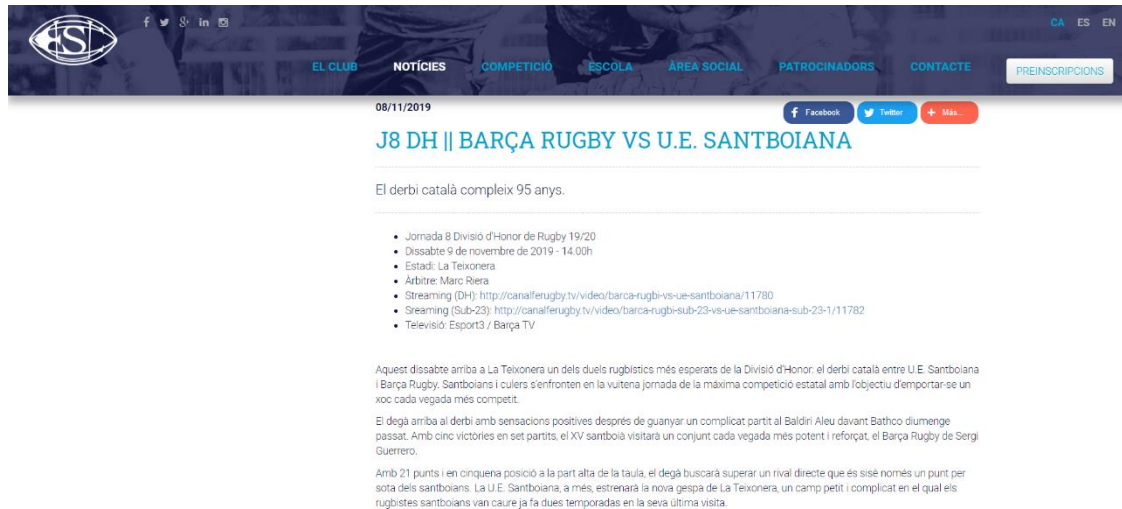 CA ES EN
EL CLUB NOTÍCIES COMPETICIÓ ESCOLA ÀREA SOCIAL PATROCINADORS CONTACTE PREINSCRIPCIONS
08/11/2019
Facebook Twitter Más...
J8 DH || BARÇA RUGBY VS U.E. SANTBOIANA
El derbi català compleix 95 anys.
Jornada 8 Divisió d'Honor de Rugby 19/20
Dissabte 9 de novembre de 2019 - 14.00h
Estadi: La Teixonera
Àrbitre: Marc Riera
Streaming (DH): http://canalferugby.tv/video/barca-rugbi-vs-ue-santboiana/11780
Sreaming (Sub-23): http://canalferugby.tv/video/barca-rugbi-sub-23-vs-ue-santboiana-sub-23-1/11782
Televisió: Esport3 / Barça TV
Aquest dissabte arriba a La Teixonera un dels duels rugbístics més esperats de la Divisió d'Honor: el derbi català entre U.E. Santboiana
i Barça Rugby. Santboians i culers s'enfronten en la vuitena jornada de la màxima competició estatal amb l'objectiu d'emportar-se un
xoc cada vegada més competit.
El degà arriba al derbi amb sensacions positives després de guanyar un complicat partit al Baldiri Aleu davant Bathco diumenge
passat. Amb cinc victòries en set partits, el XV santboià visitarà un conjunt cada vegada més potent i reforçat, el Barça Rugby de Sergi
Guerrero.
Amb 21 punts i en cinquena posició a la part alta de la taula, el degà buscarà superar un rival directe que és sisè només un punt per
sota dels santboians. La U.E. Santboiana, a més, estrenarà la nova gespa de La Teixonera, un camp petit i complicat en el qual els
rugbistes santboians van caure ja fa dues temporadas en la seva última visita.